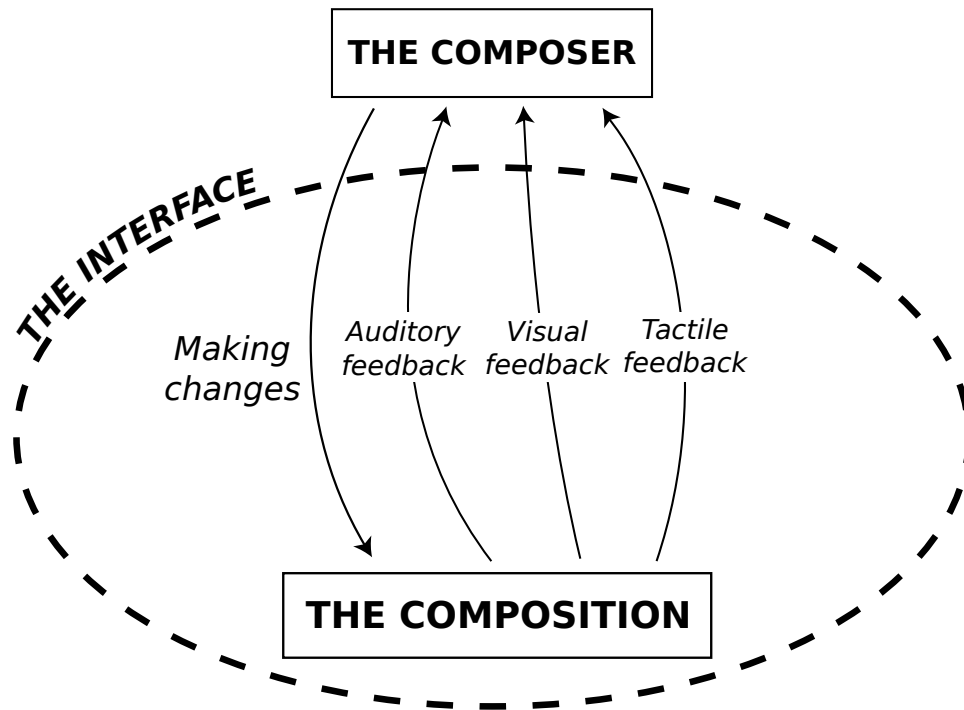 THE COMPOSER
THE INTERFACE
Making
changes
Auditory
feedback
Visual
feedback
Tactile
feedback
THE COMPOSITION